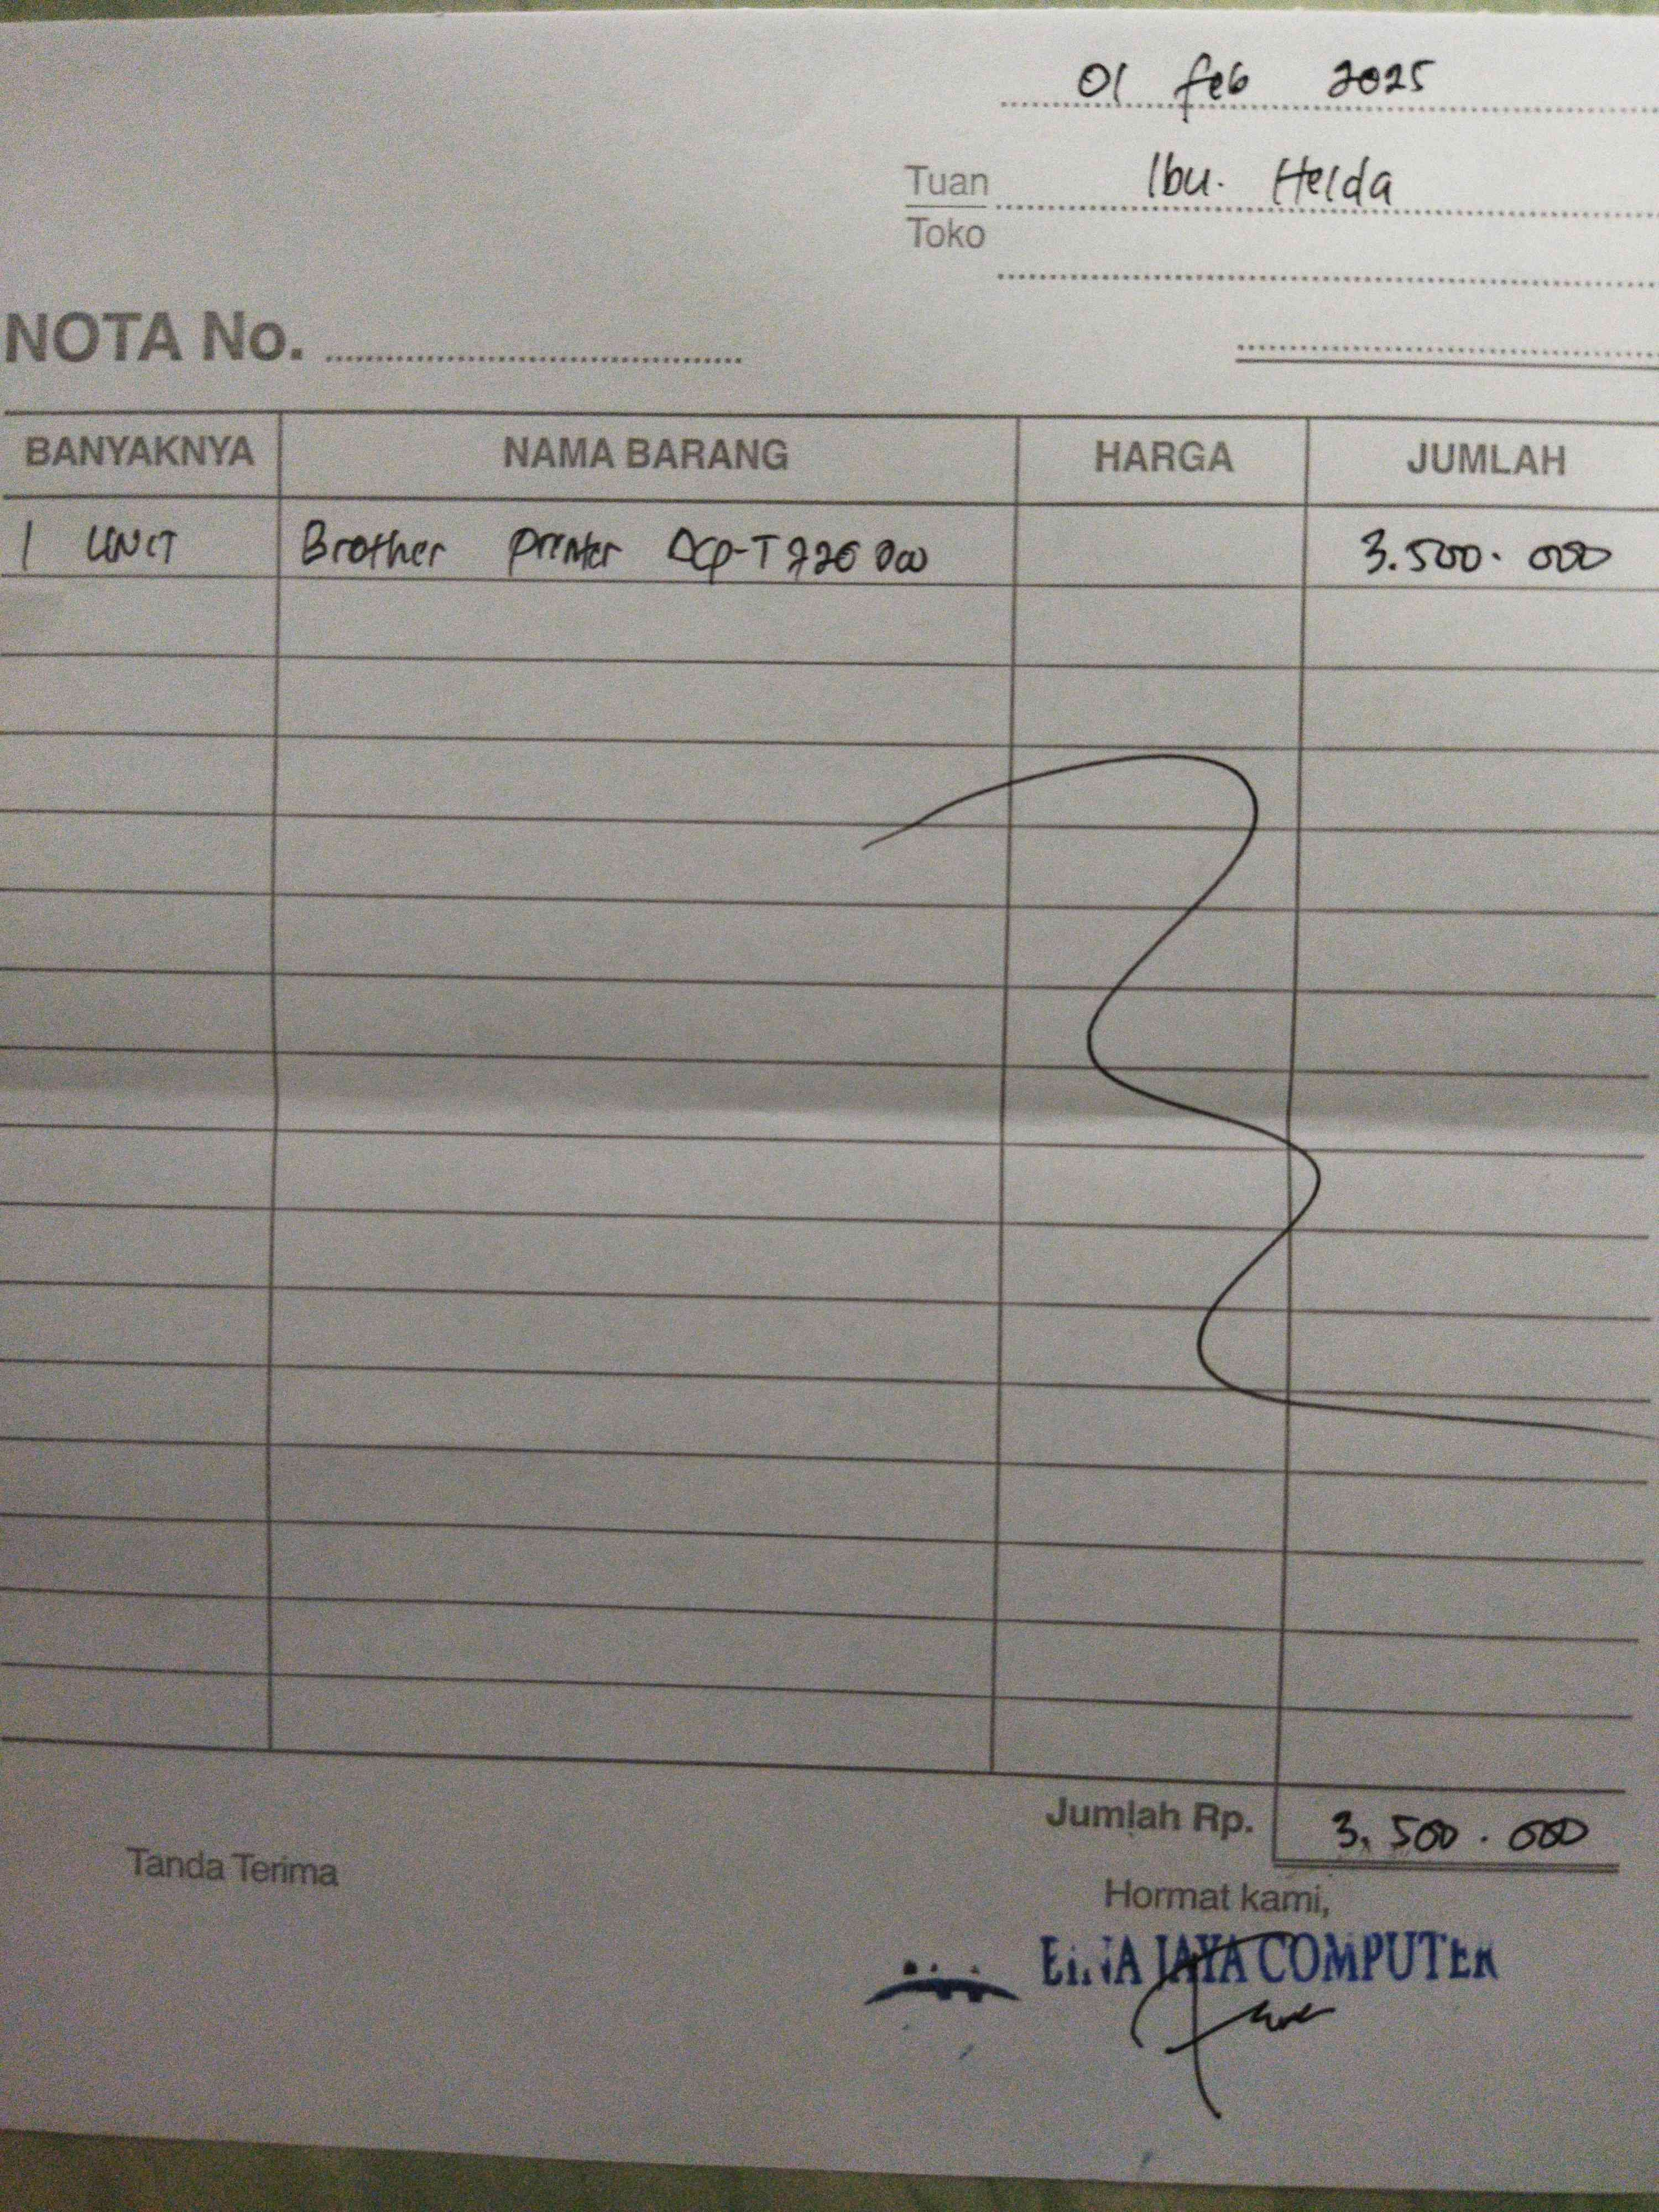 01 Feb 2025
Tuan Ibu. Helda
Toko
NOTA No.
BANYAKNYA NAMA BARANG HARGA JUMLAH
1 UNIT Brother Printer DCP-T 3.500.000
Jumlah Rp. 3.500.000
Tanda Terima
Hormat kami,
JAYA COMPUTER